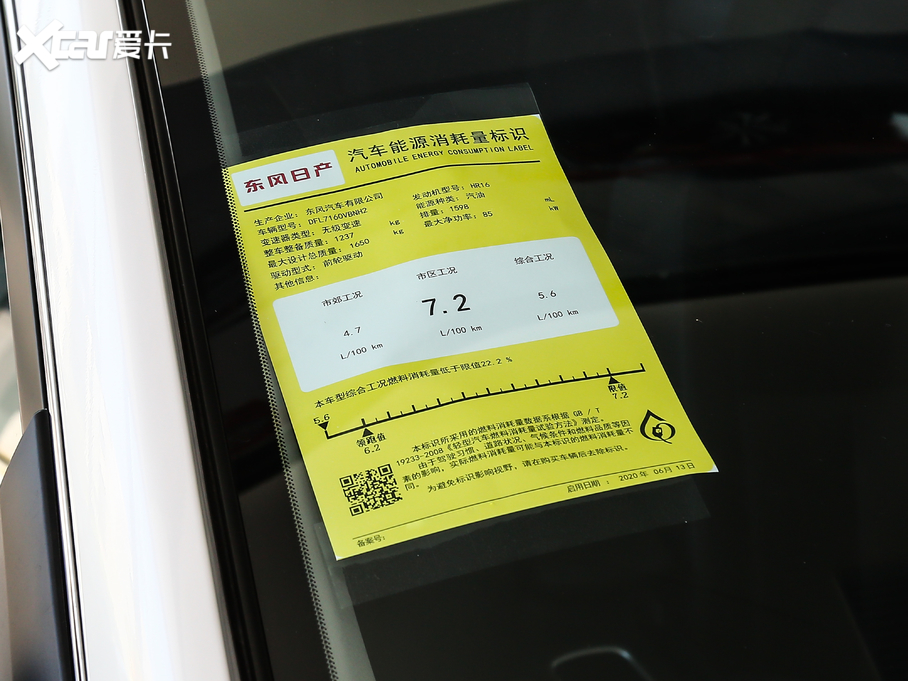 Xcar爱卡
东风日产
汽车能源消耗量标识
AUTOMOBILE ENERGY CONSUMPTION LABEL
生产企业：东风汽车有限公司
车辆型号：DFL7160VBNH2
变速器类型：无级变速
整车整备质量：1237 kg
最大设计总质量：1650 kg
驱动型式：前轮驱动
其他信息：
发动机型号：HR16
能源种类：汽油
排量：1598 mL
最大净功率：85 kW
市郊工况 市区工况 综合工况
4.7 7.2 5.6
L/100 km L/100 km L/100 km
本车型综合工况燃料消耗量低于限值22.2 %
5.6
领跑值
6.2
限值
7.2
本标识所采用的燃料消耗量数据系根据 GB / T
19233-2008《轻型汽车燃料消耗量试验方法》测定。
由于驾驶习惯、道路状况、气候条件和燃料品质等因
素的影响，实际燃料消耗量可能与本标识的燃料消耗量不
同。为避免标识影响视野，请在购买车辆后去除标识。
启用日期 ： 2020 年 06月 13日
备案号: